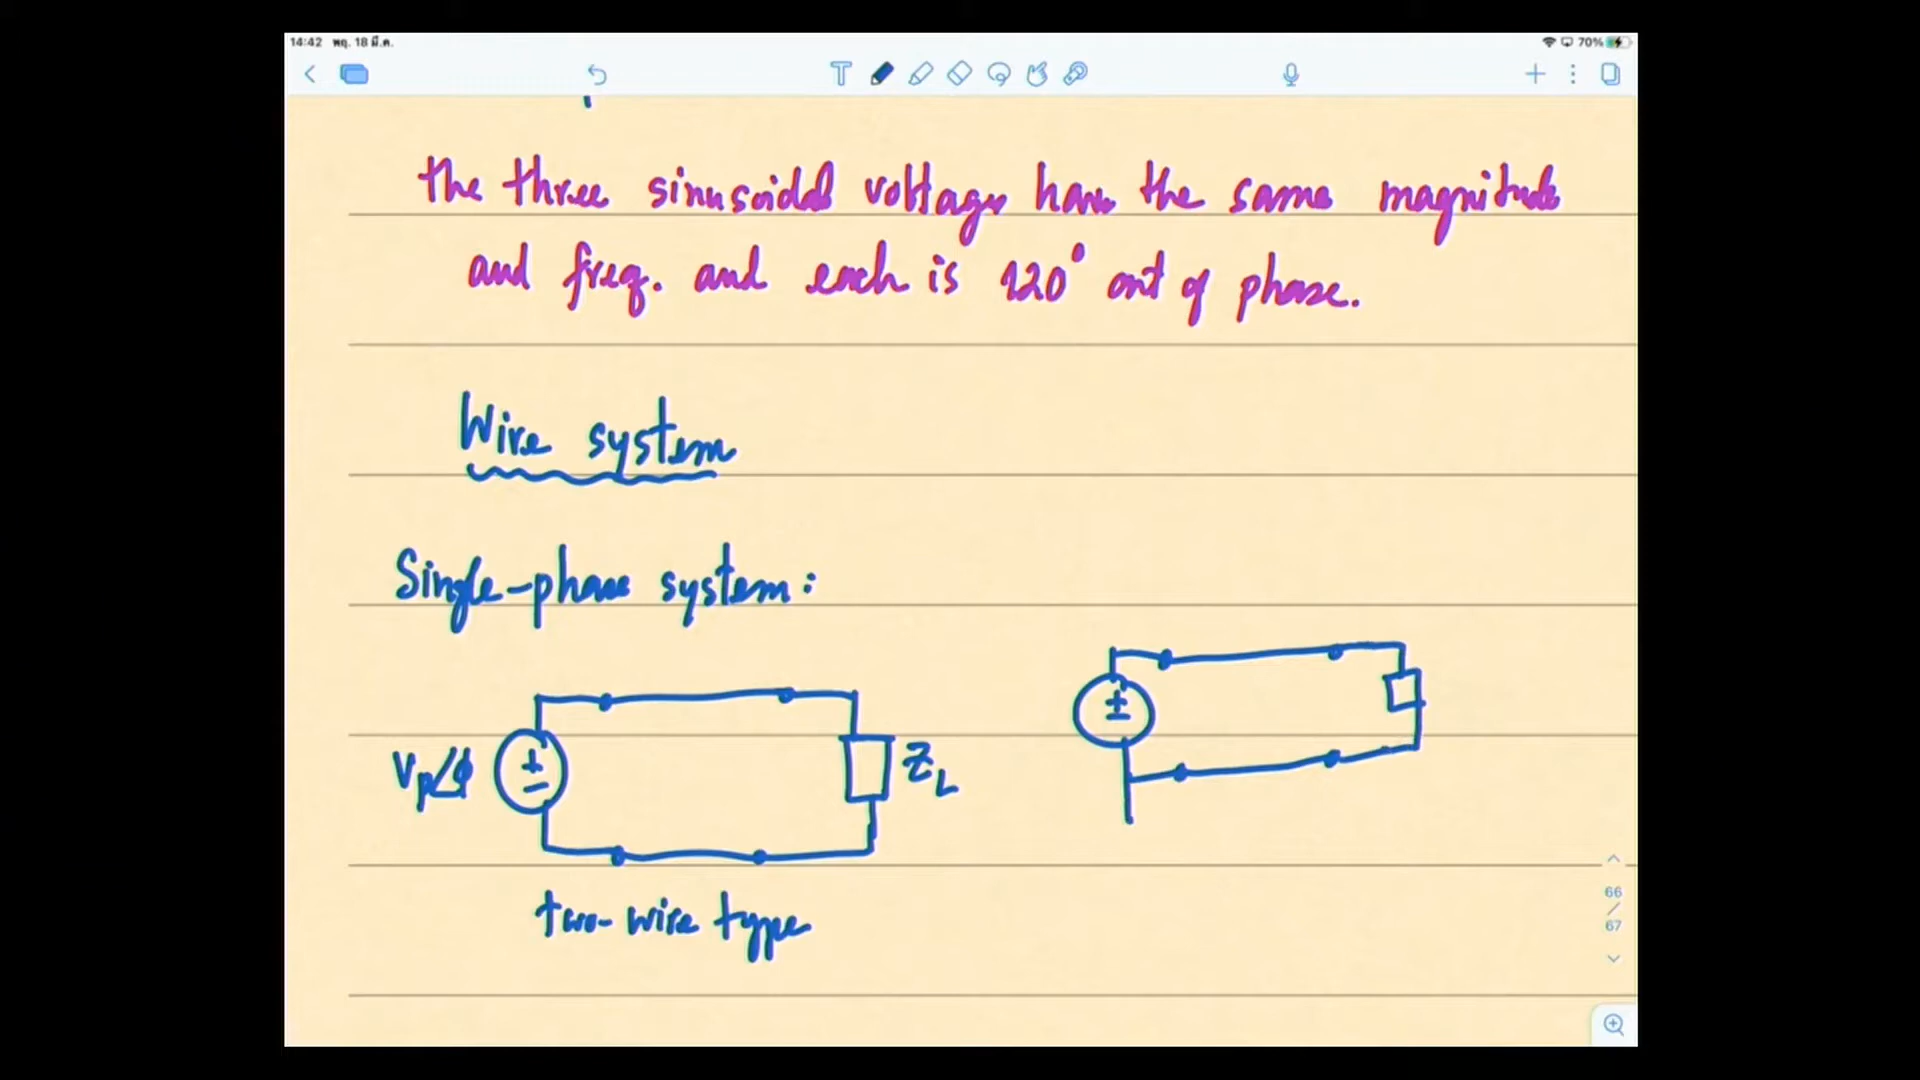 14:42 พฤ. 18 มี.ค. 70%
the three sinusoidal voltages have the same magnitude
and freq. and each is 120° out of phase.
Wire system
Single-phase system:
Vp∠ϕ + − ZL
+ −
two-wire type
66
/
67